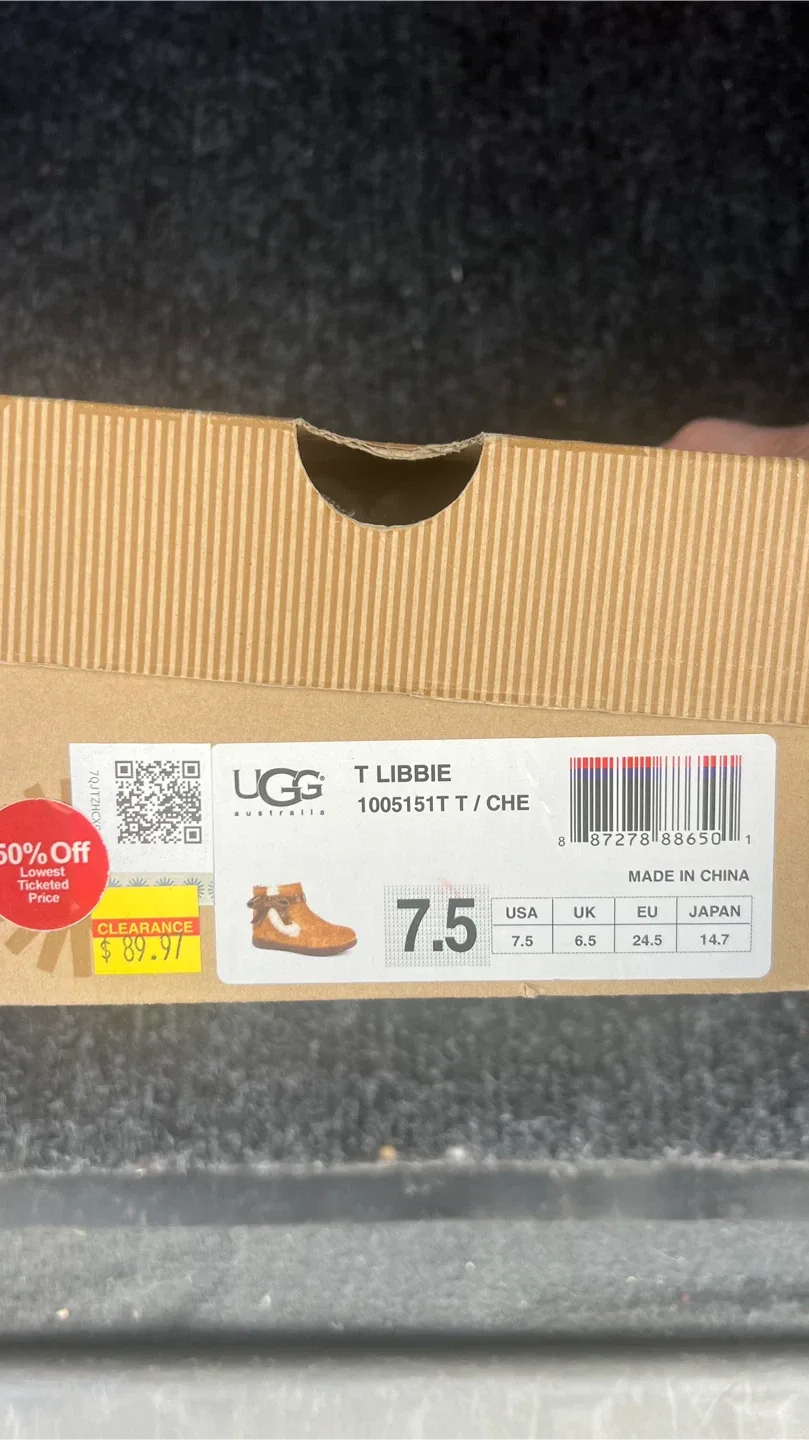 UGG®
australia
T LIBBIE
1005151T T / CHE
8 87278 88650 1
MADE IN CHINA
50% Off
Lowest
Ticketed
Price
CLEARANCE
$ 89.97
7.5
USA UK EU JAPAN
7.5 6.5 24.5 14.7